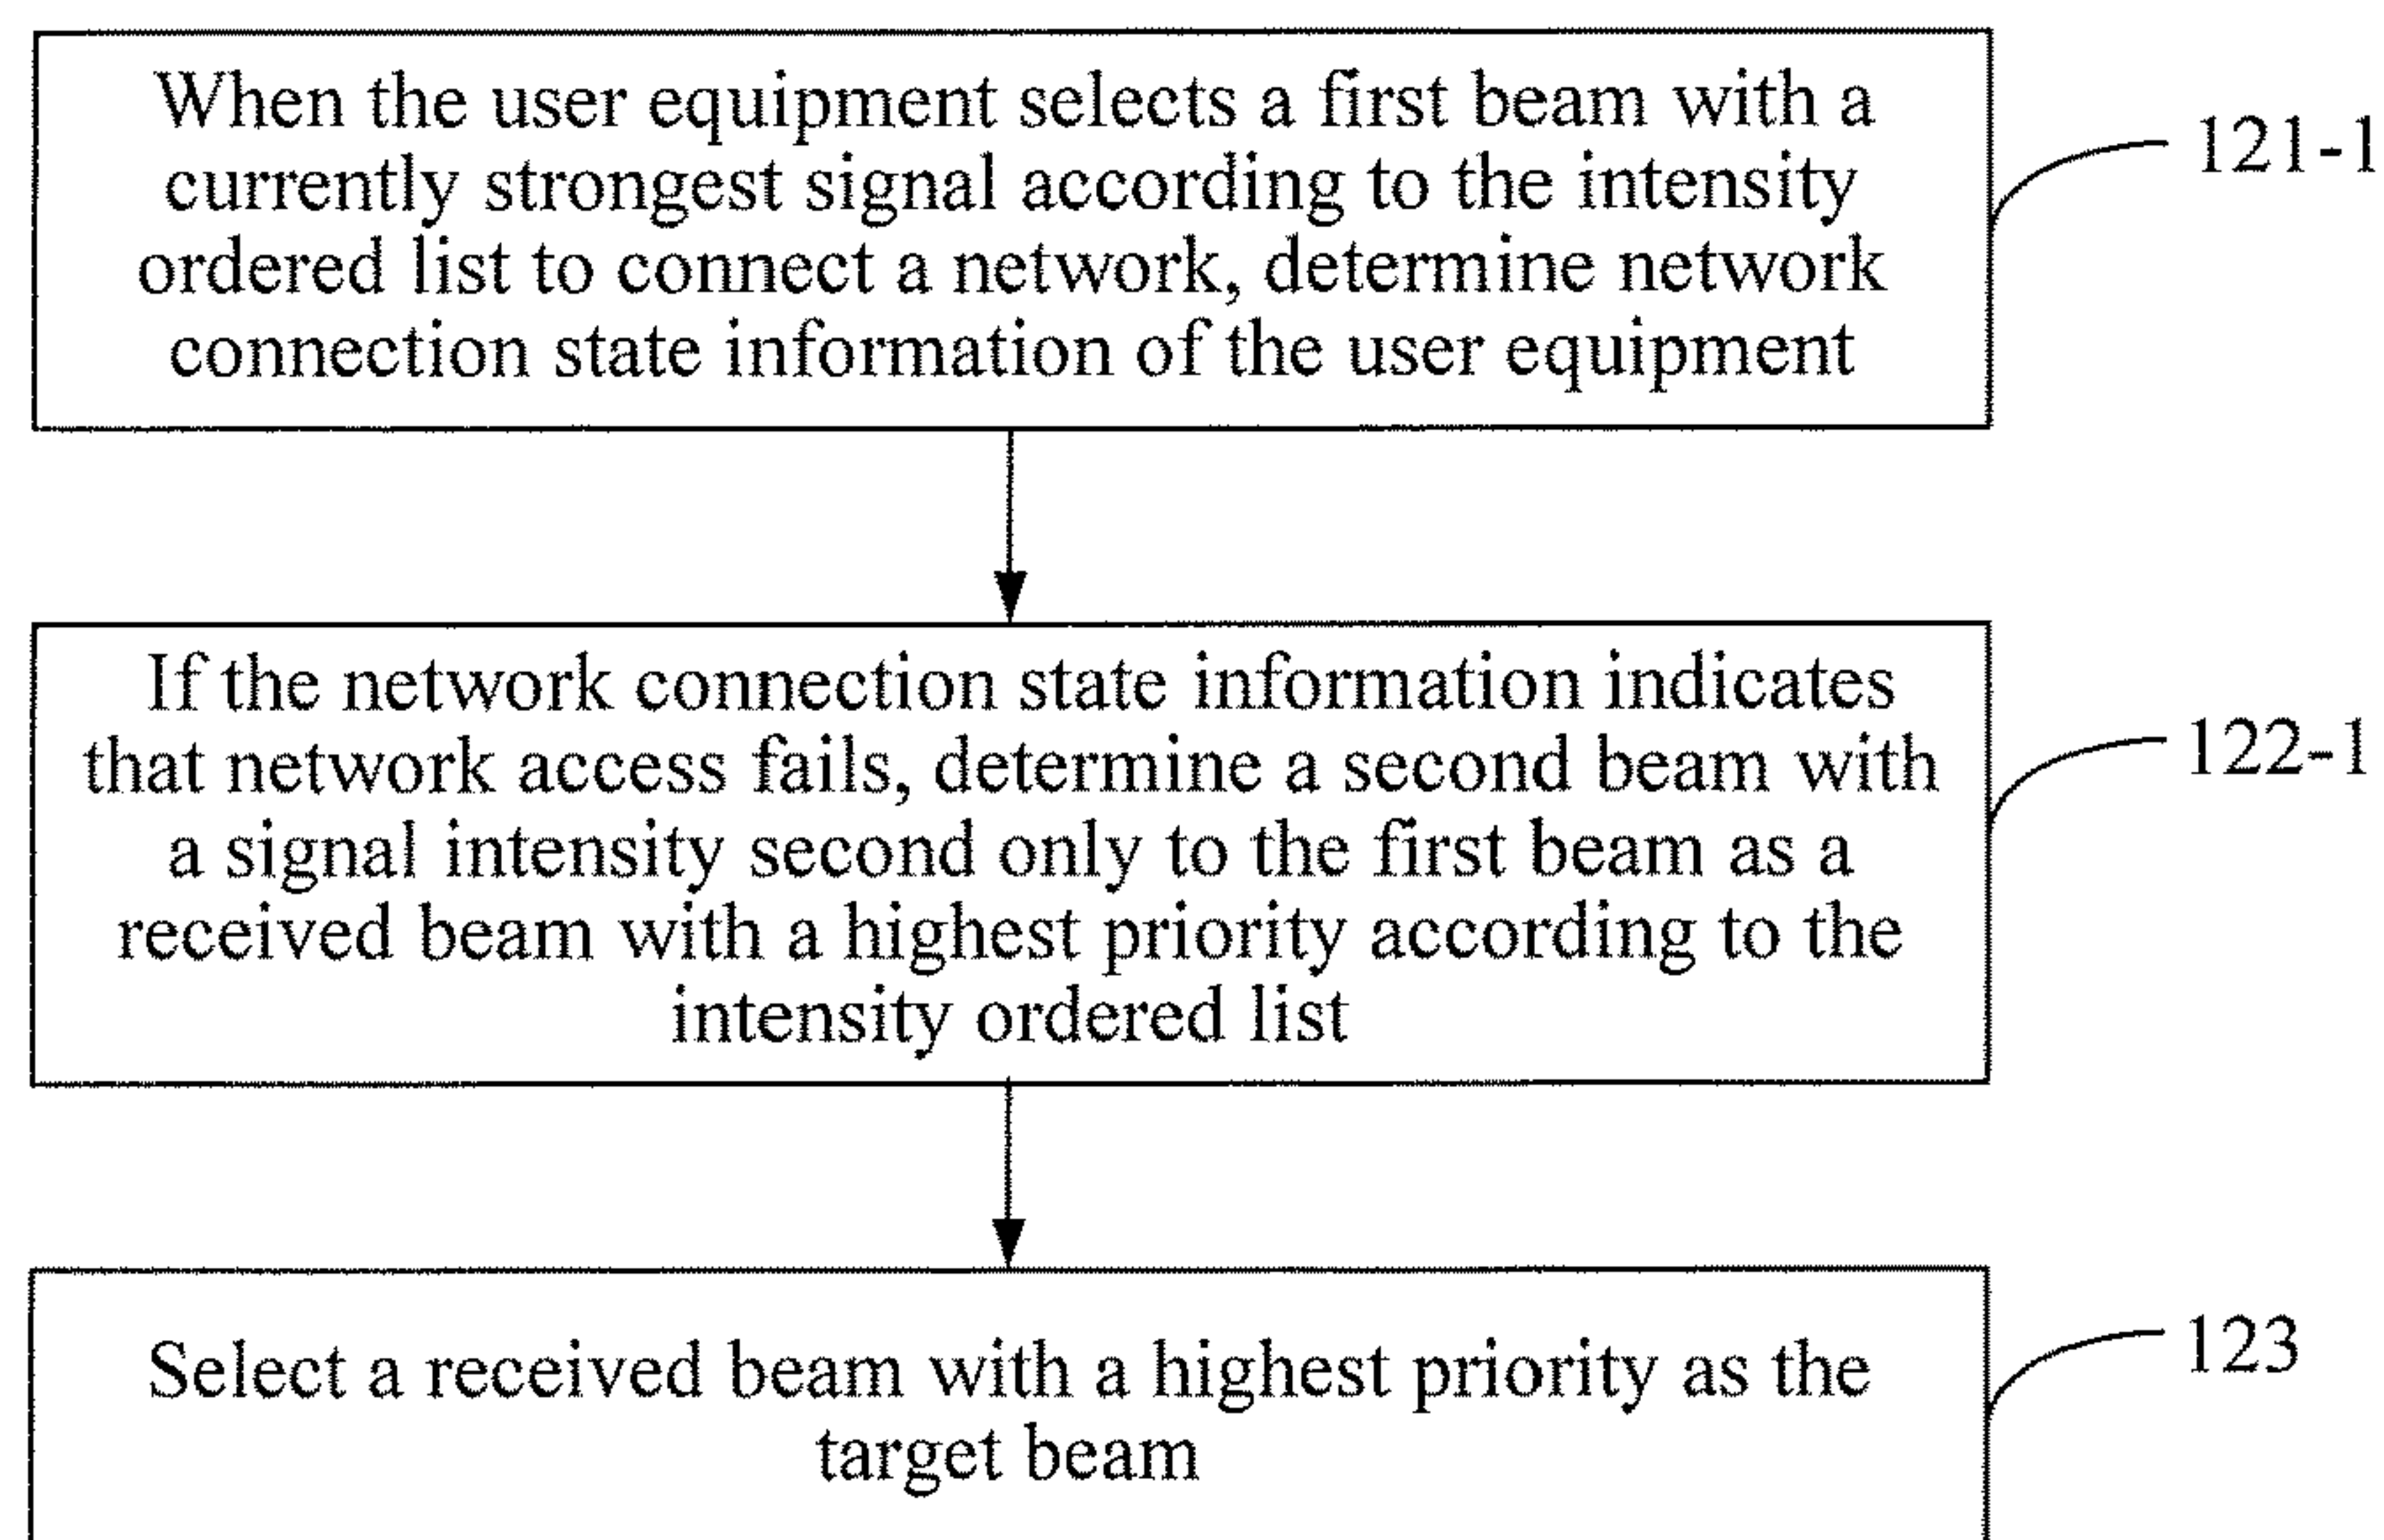 When the user equipment selects a first beam with a
currently strongest signal according to the intensity
ordered list to connect a network, determine network
connection state information of the user equipment
121-1
If the network connection state information indicates
that network access fails, determine a second beam with
a signal intensity second only to the first beam as a
received beam with a highest priority according to the
intensity ordered list
122-1
Select a received beam with a highest priority as the
target beam
123